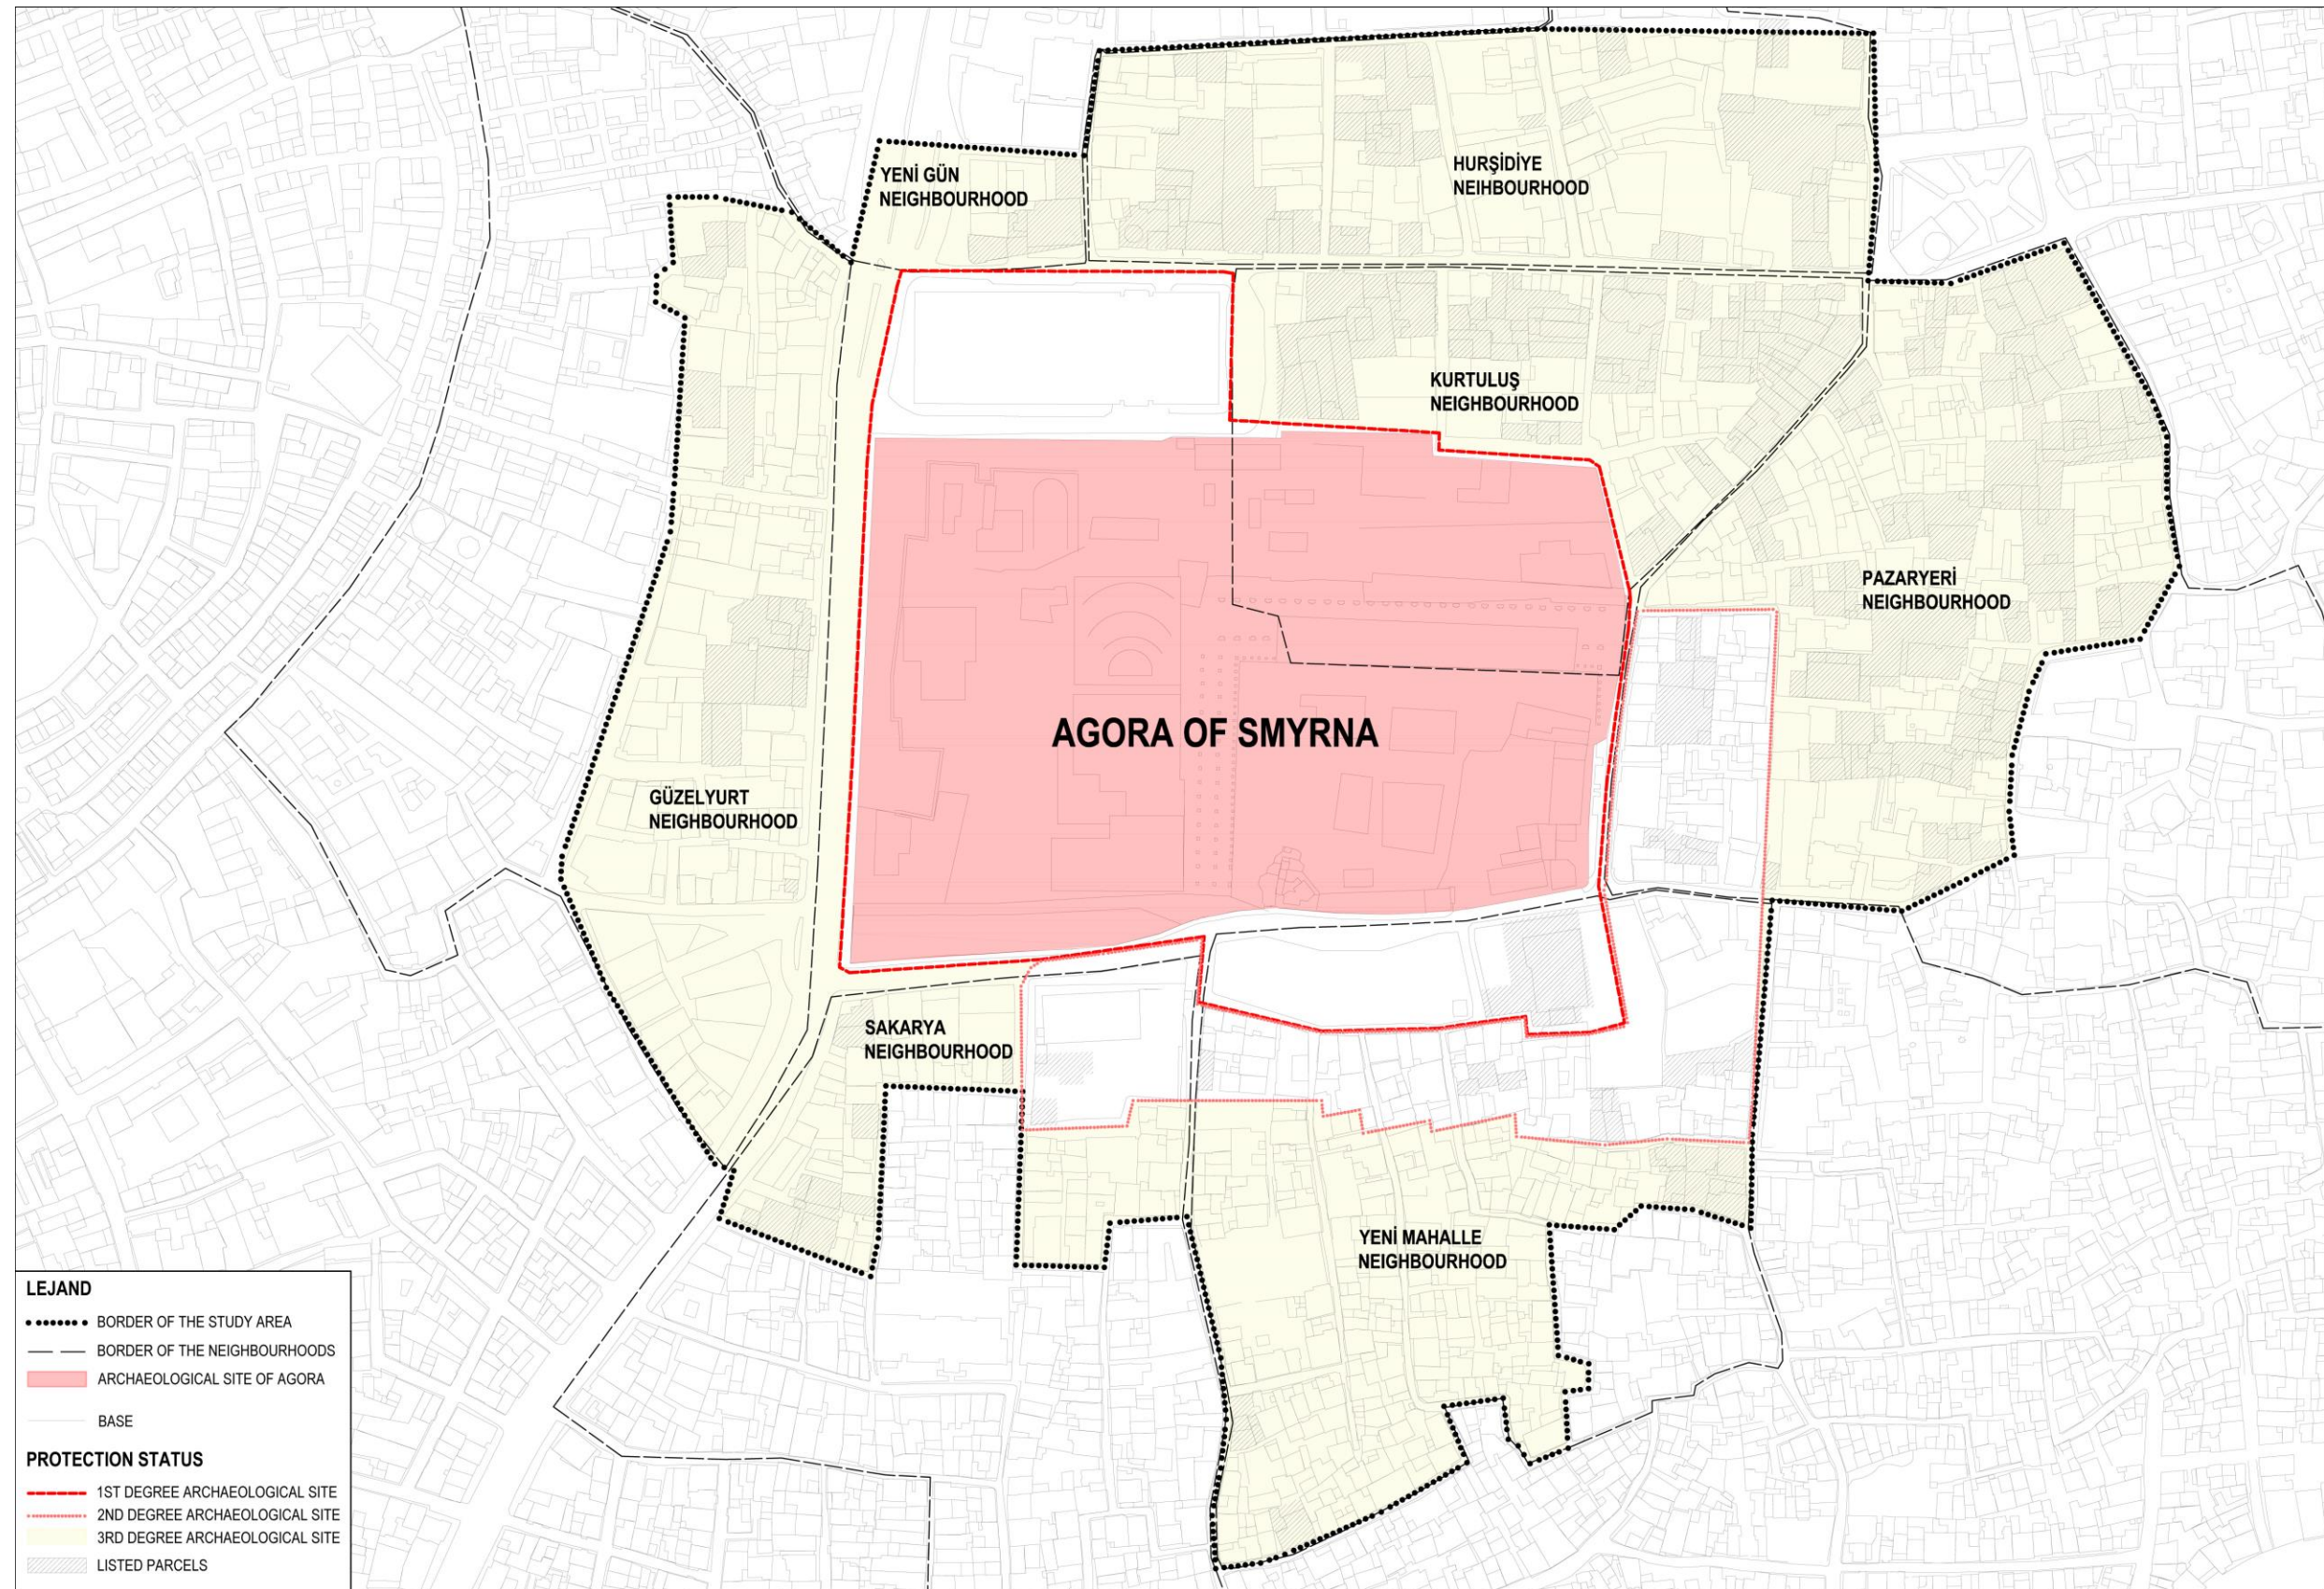 YENİ GÜN
NEIGHBOURHOOD
HURŞİDİYE
NEIHBOURHOOD
KURTULUŞ
NEIGHBOURHOOD
PAZARYERİ
NEIGHBOURHOOD
AGORA OF SMYRNA
GÜZELYURT
NEIGHBOURHOOD
SAKARYA
NEIGHBOURHOOD
YENİ MAHALLE
NEIGHBOURHOOD
LEJAND
BORDER OF THE STUDY AREA
BORDER OF THE NEIGHBOURHOODS
ARCHAEOLOGICAL SITE OF AGORA
BASE
PROTECTION STATUS
1ST DEGREE ARCHAEOLOGICAL SITE
2ND DEGREE ARCHAEOLOGICAL SITE
3RD DEGREE ARCHAEOLOGICAL SITE
LISTED PARCELS